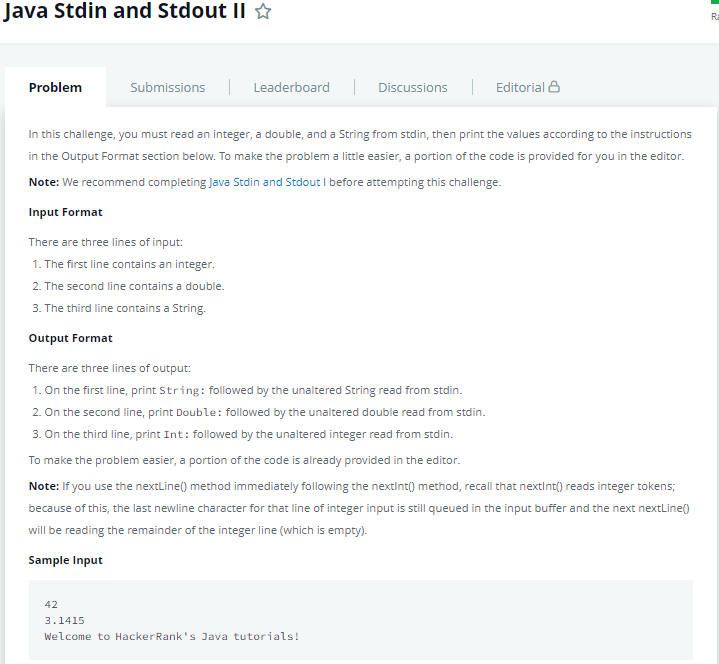 Java Stdin and Stdout II
Problem
Submissions
Leaderboard
Discussions
Editorial
In this challenge, you must read an integer, a double, and a String from stdin, then print the values according to the instructions
in the Output Format section below. To make the problem a little easier, a portion of the code is provided for you in the editor.
Note: We recommend completing Java Stdin and Stdout I before attempting this challenge.
Input Format
There are three lines of input:
1. The first line contains an integer.
2. The second line contains a double.
3. The third line contains a String.
Output Format
There are three lines of output:
1. On the first line, print String: followed by the unaltered String read from stdin.
2. On the second line, print Double: followed by the unaltered double read from stdin.
3. On the third line, print Int: followed by the unaltered integer read from stdin.
To make the problem easier, a portion of the code is already provided in the editor.
Note: If you use the nextLine() method immediately following the nextInt() method, recall that nextInt() reads integer tokens;
because of this, the last newline character for that line of integer input is still queued in the input buffer and the next nextLine()
will be reading the remainder of the integer line (which is empty).
Sample Input
42
3.1415
Welcome to HackerRank's Java tutorials!